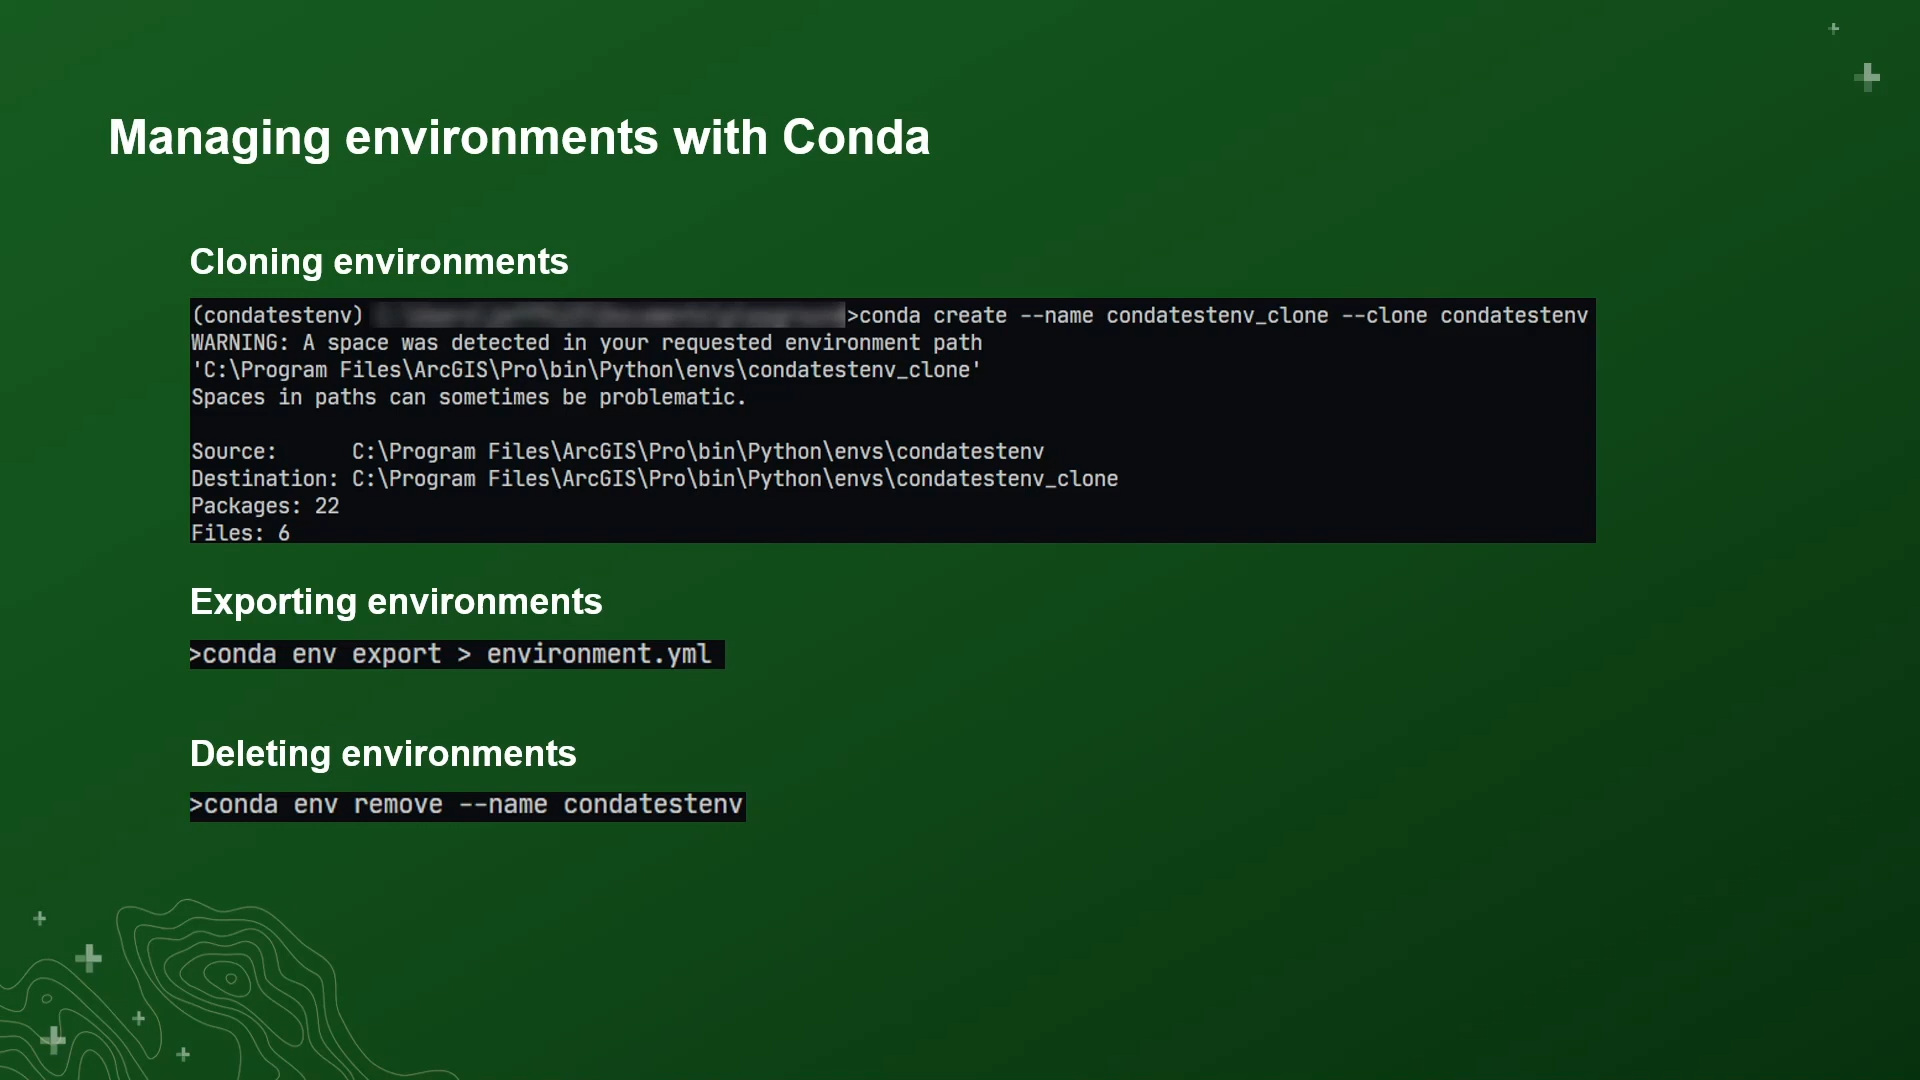 Managing environments with Conda
Cloning environments
(condatestenv) >conda create --name condatestenv_clone --clone condatestenv
WARNING: A space was detected in your requested environment path
'C:\Program Files\ArcGIS\Pro\bin\Python\envs\condatestenv_clone'
Spaces in paths can sometimes be problematic.
Source:      C:\Program Files\ArcGIS\Pro\bin\Python\envs\condatestenv
Destination: C:\Program Files\ArcGIS\Pro\bin\Python\envs\condatestenv_clone
Packages: 22
Files: 6
Exporting environments
>conda env export > environment.yml
Deleting environments
>conda env remove --name condatestenv